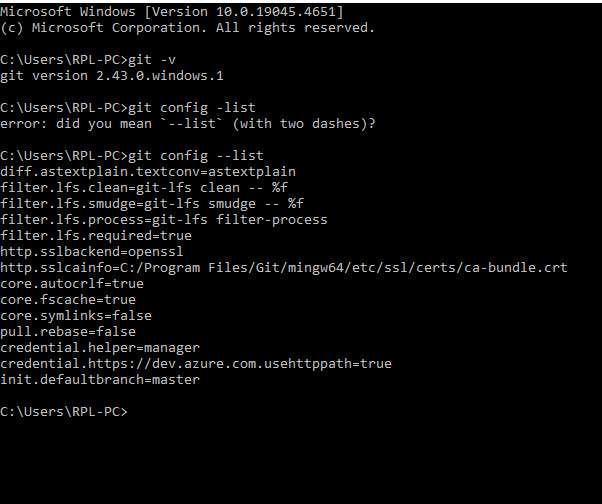 Microsoft Windows [Version 10.0.19045.4651]
(c) Microsoft Corporation. All rights reserved.
C:\Users\RPL-PC>git -v
git version 2.43.0.windows.1
C:\Users\RPL-PC>git config -list
error: did you mean `--list` (with two dashes)?
C:\Users\RPL-PC>git config --list
diff.astextplain.textconv=astextplain
filter.lfs.clean=git-lfs clean -- %f
filter.lfs.smudge=git-lfs smudge -- %f
filter.lfs.process=git-lfs filter-process
filter.lfs.required=true
http.sslbackend=openssl
http.sslcainfo=C:/Program Files/Git/mingw64/etc/ssl/certs/ca-bundle.crt
core.autocrlf=true
core.fscache=true
core.symlinks=false
pull.rebase=false
credential.helper=manager
credential.https://dev.azure.com.usehttppath=true
init.defaultbranch=master
C:\Users\RPL-PC>